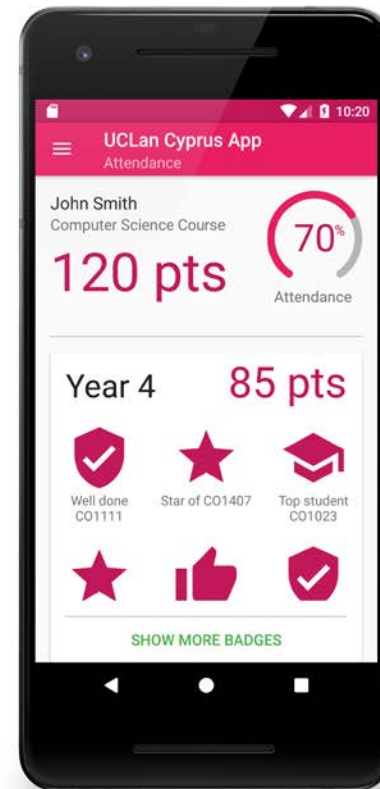 10:20
UCLan Cyprus App
Attendance
John Smith
Computer Science Course
120 pts
70%
Attendance
Year 4
85 pts
Well done
CO1111
Star of CO1407
Top student
CO1023
SHOW MORE BADGES